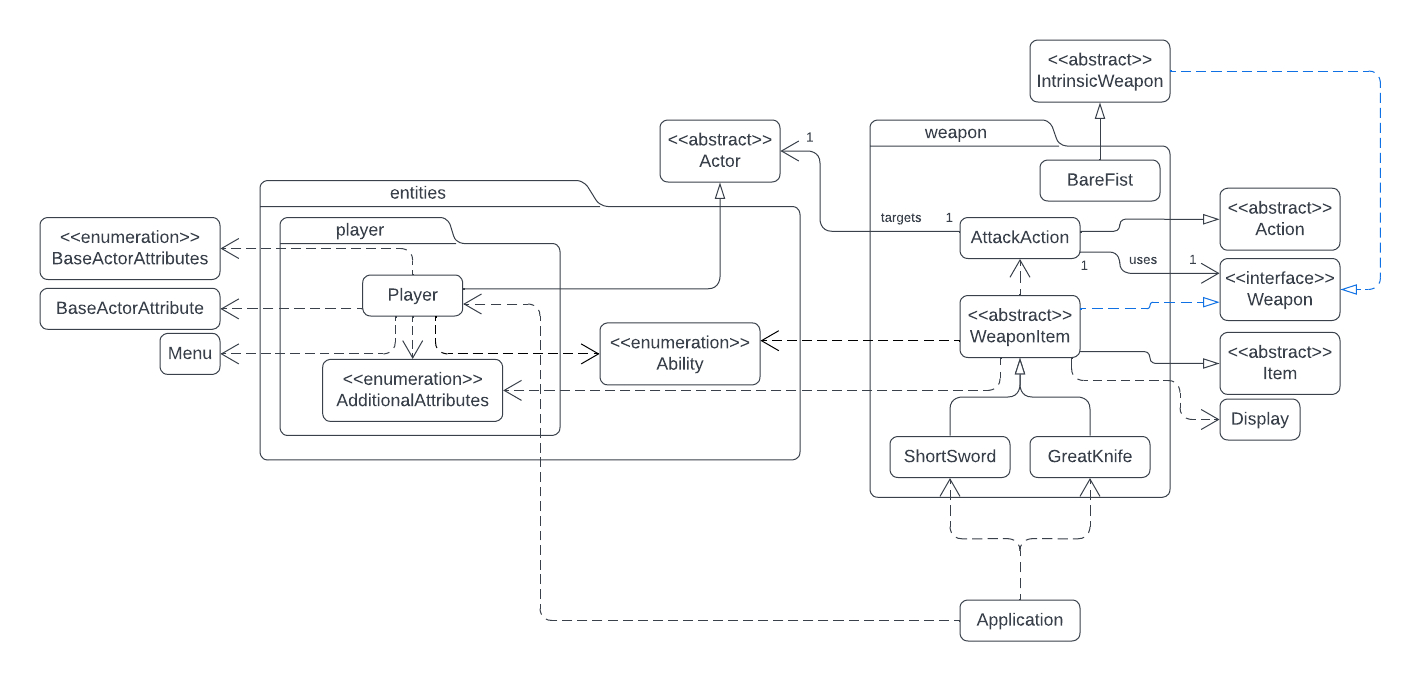 <<abstract>>
IntrinsicWeapon
weapon
BareFist
<<abstract>>
Actor
1
entities
player
<<enumeration>>
BaseActorAttributes
BaseActorAttribute
Menu
Player
<<enumeration>>
AdditionalAttributes
<<enumeration>>
Ability
targets
1
AttackAction
1
uses
1
<<abstract>>
Action
<<interface>>
Weapon
<<abstract>>
WeaponItem
<<abstract>>
Item
Display
ShortSword
GreatKnife
Application